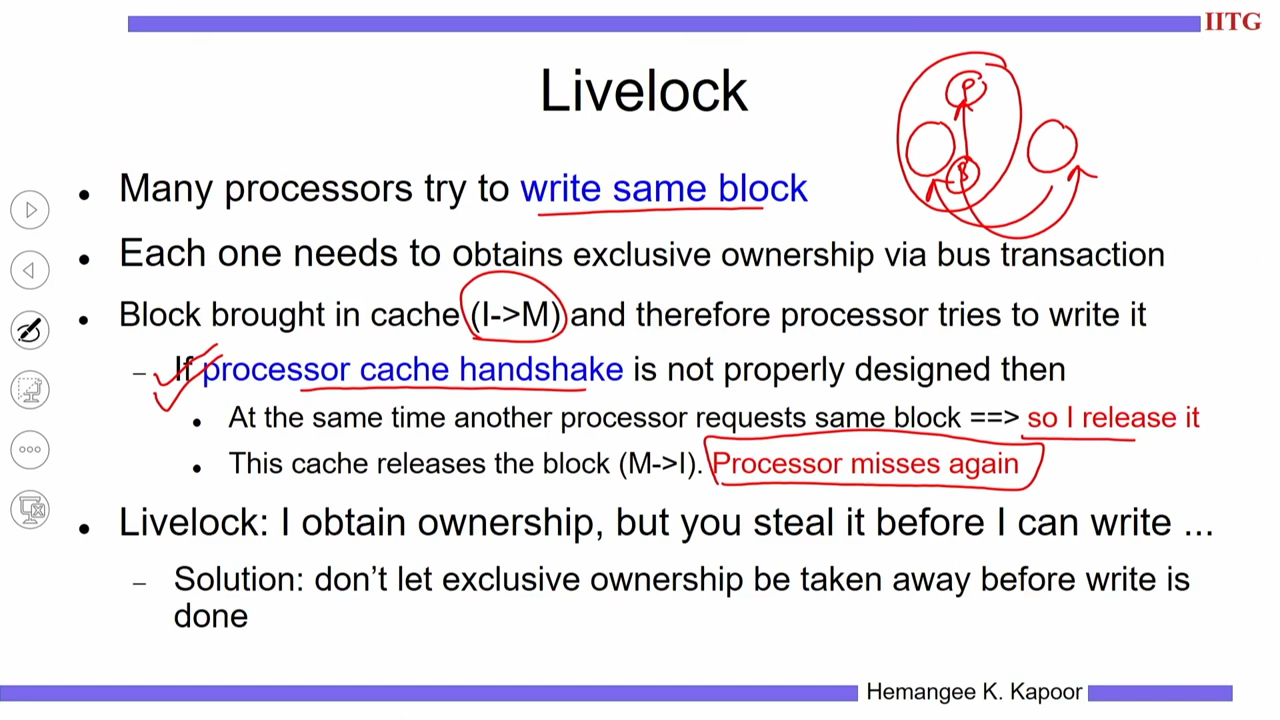 IITG
Livelock
• Many processors try to write same block
• Each one needs to obtains exclusive ownership via bus transaction
• Block brought in cache (I->M) and therefore processor tries to write it
– If processor cache handshake is not properly designed then
• At the same time another processor requests same block ==> so I release it
• This cache releases the block (M->I). Processor misses again
• Livelock: I obtain ownership, but you steal it before I can write ...
– Solution: don't let exclusive ownership be taken away before write is
done
Hemangee K. Kapoor